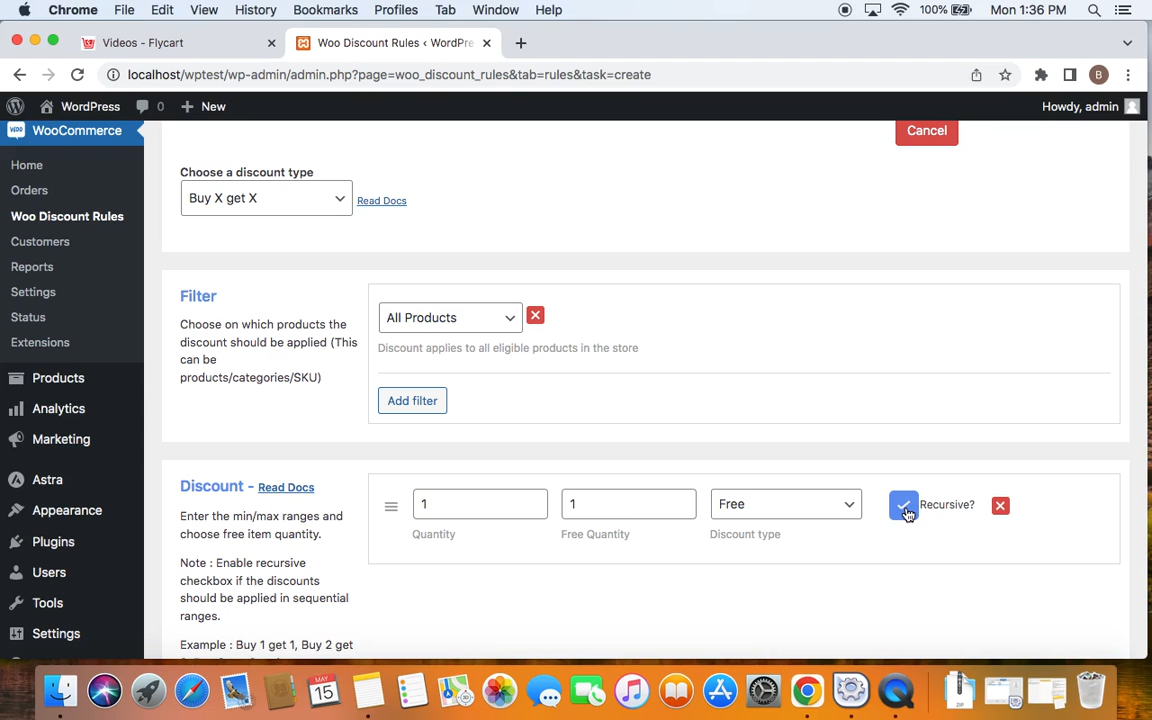 Chrome File Edit View History Bookmarks Profiles Tab Window Help 100% Mon 1:36 PM
Videos - Flycart Woo Discount Rules ‹ WordPre
localhost/wptest/wp-admin/admin.php?page=woo_discount_rules&tab=rules&task=create B
WordPress 0 New Howdy, admin
WooCommerce
Home
Orders
Woo Discount Rules
Customers
Reports
Settings
Status
Extensions
Products
Analytics
Marketing
Astra
Appearance
Plugins
Users
Tools
Settings
Cancel
Choose a discount type
Buy X get X Read Docs
Filter
Choose on which products the
discount should be applied (This
can be
products/categories/SKU)
All Products
Discount applies to all eligible products in the store
Add filter
Discount - Read Docs
Enter the min/max ranges and
choose free item quantity.
Note : Enable recursive
checkbox if the discounts
should be applied in sequential
ranges.
Example : Buy 1 get 1, Buy 2 get
1 1 Free Recursive?
Quantity Free Quantity Discount type
MAY
15
ZIP